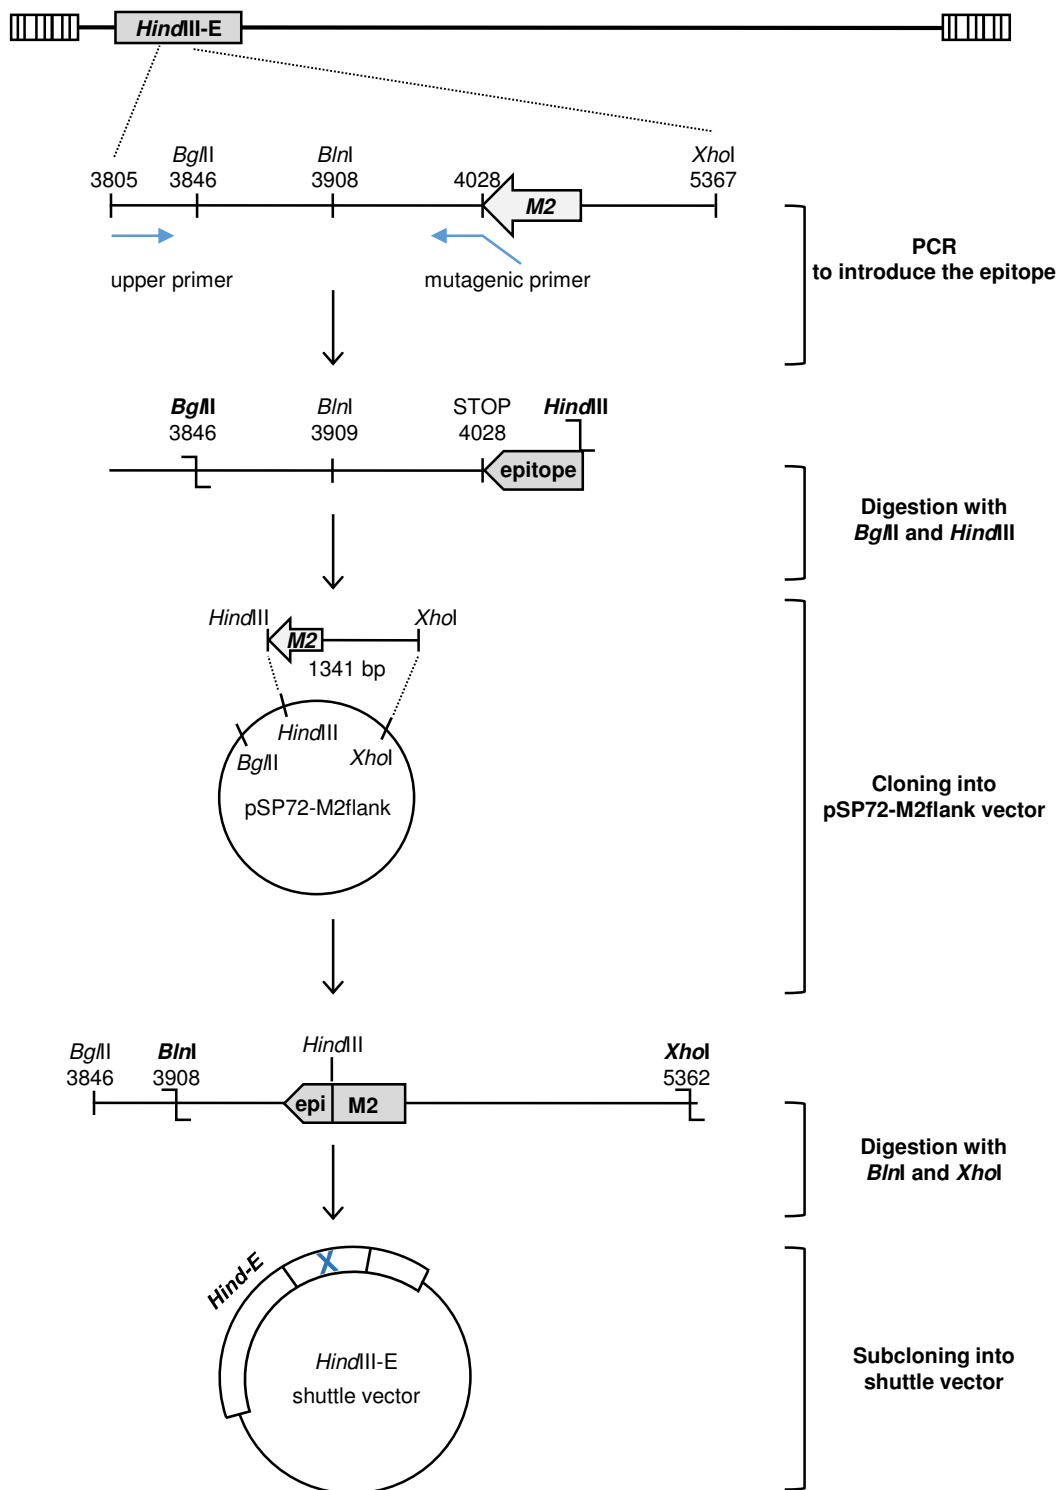 HindIII-E
BglII
BlnI
XhoI
3805
3846
3908
4028
5367
M2
upper primer
mutagenic primer
PCR
to introduce the epitope
BglII
BlnI
STOP
HindIII
3846
3909
4028
epitope
Digestion with
BglII and HindIII
HindIII
XhoI
M2
1341 bp
HindIII
BglII
XhoI
pSP72-M2flank
Cloning into
pSP72-M2flank vector
BglII
BlnI
HindIII
XhoI
3846
3908
5362
epi
M2
Digestion with
BlnI and XhoI
Hind-E
X
HindIII-E
shuttle vector
Subcloning into
shuttle vector